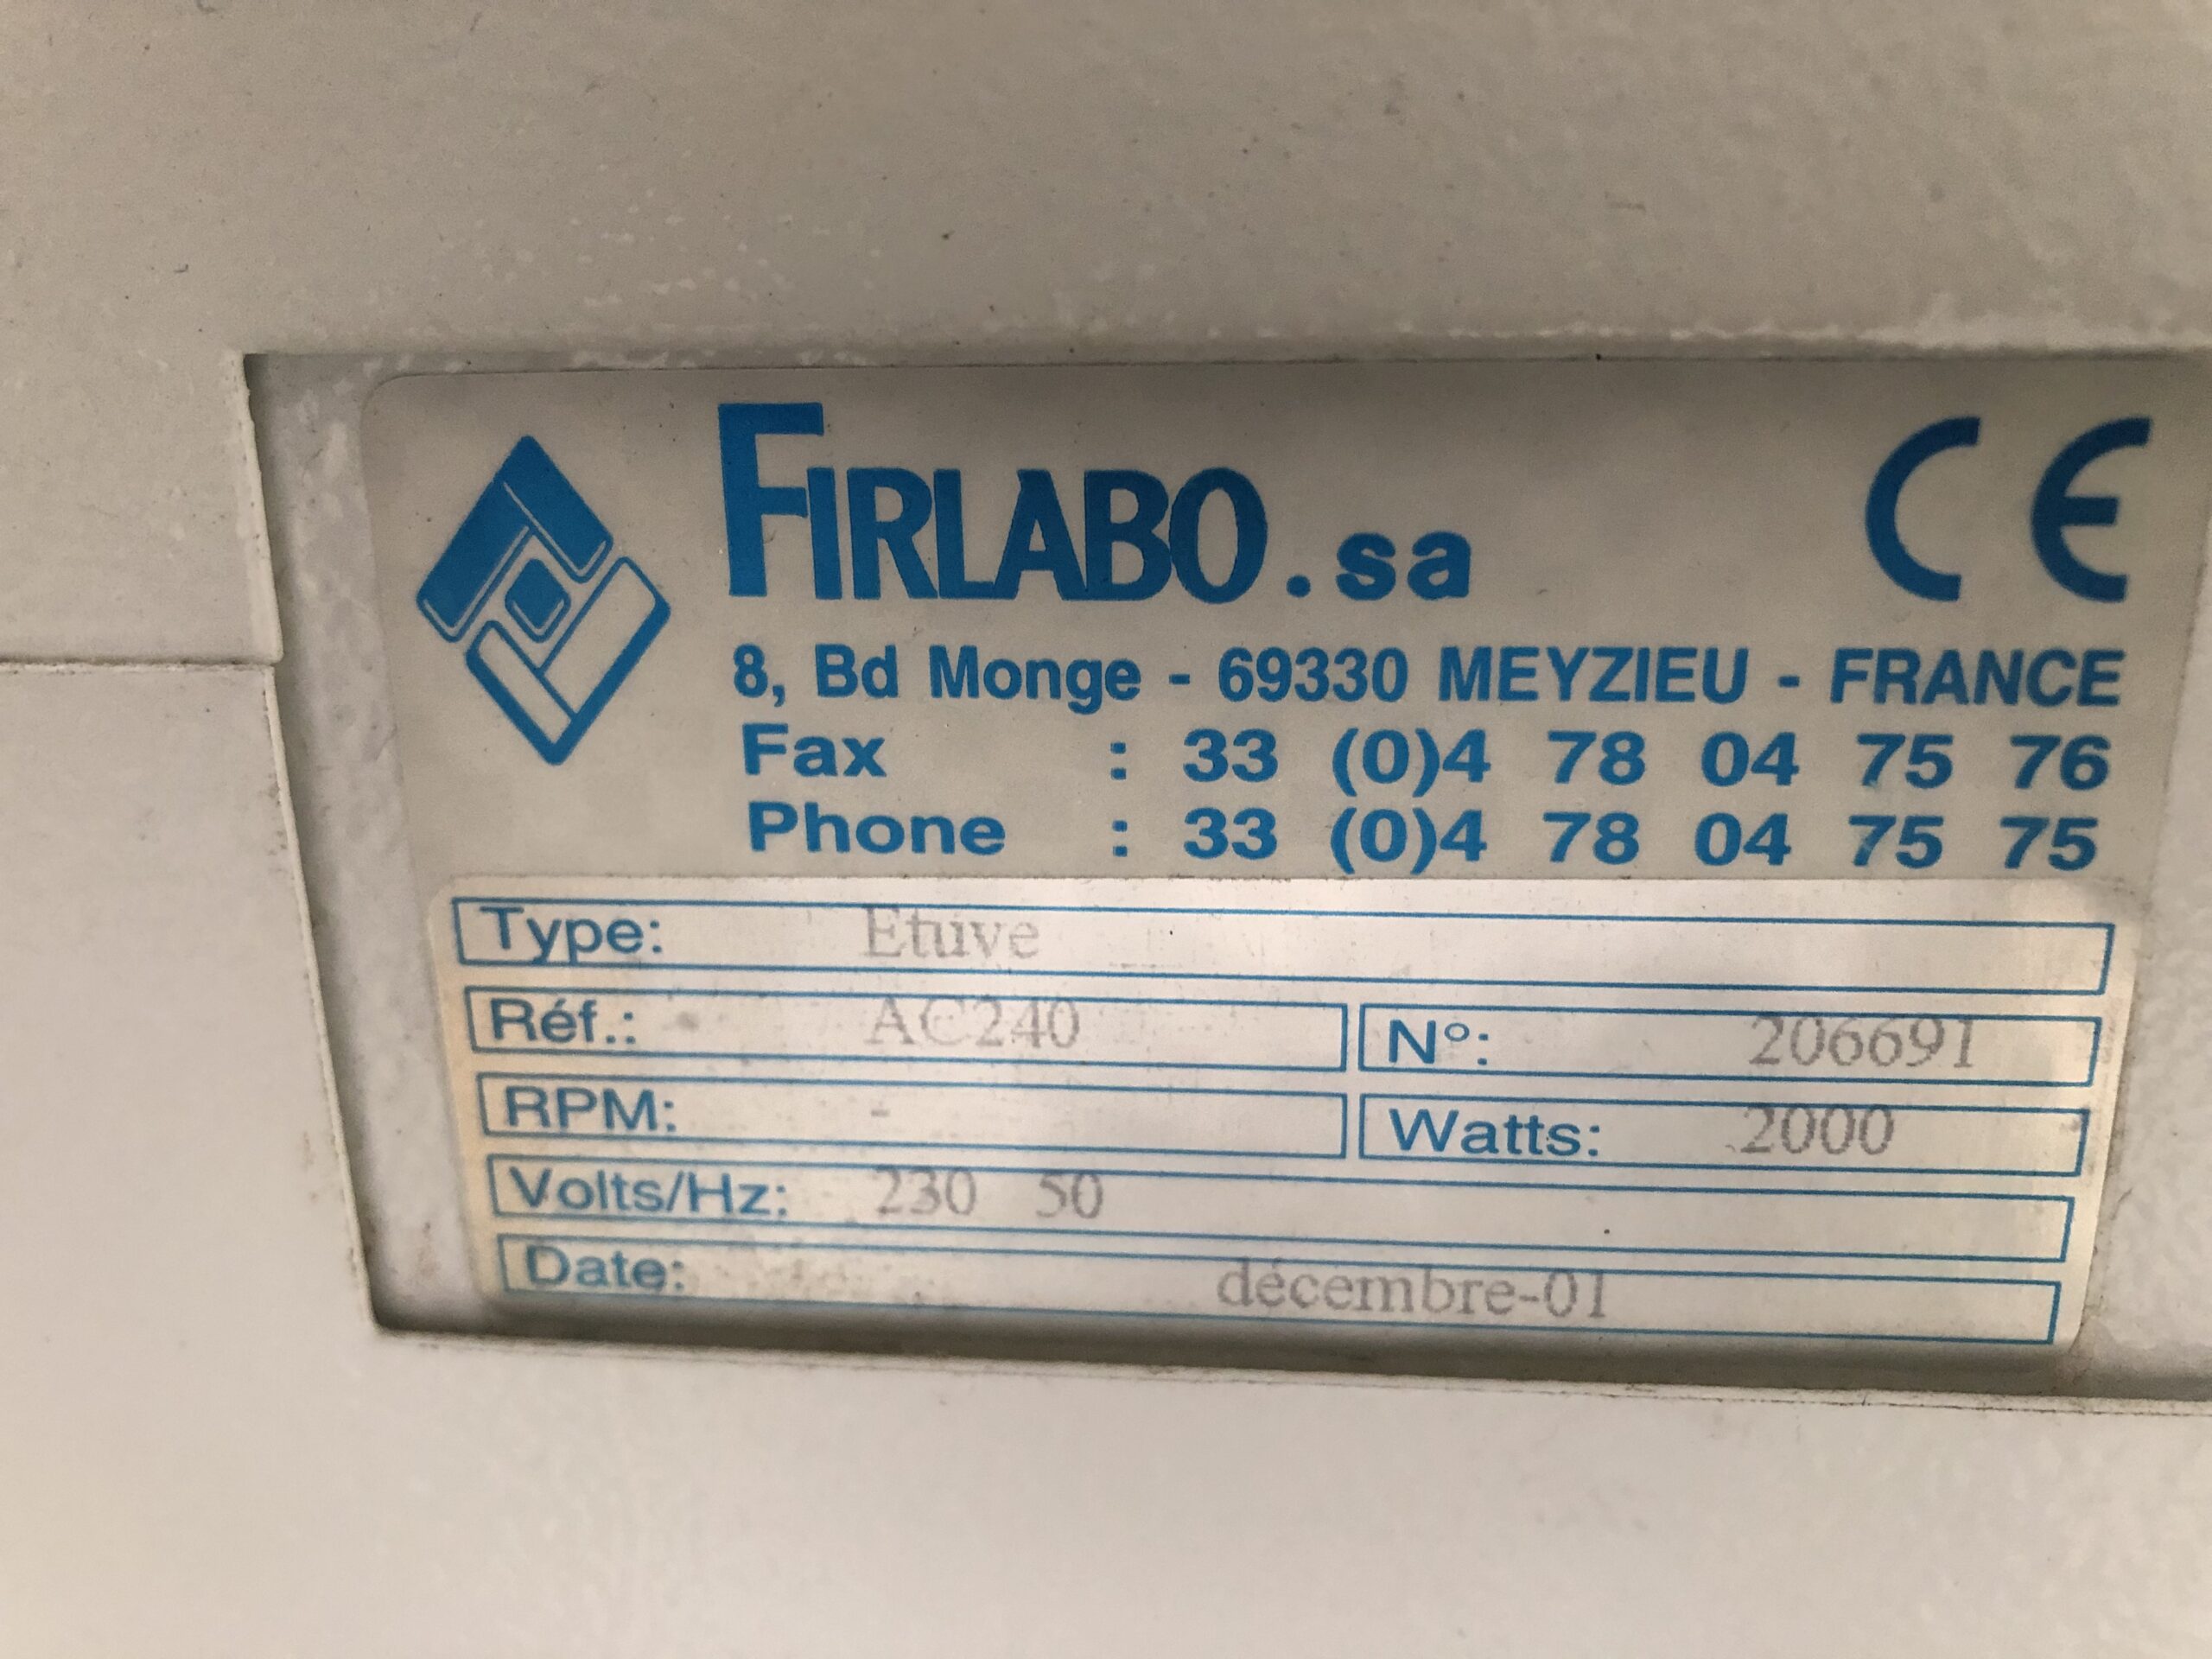 FIRLABO.sa CE
8, Bd Monge - 69330 MEYZIEU - FRANCE
Fax : 33 (0)4 78 04 75 76
Phone : 33 (0)4 78 04 75 75
Type: Etuve
Réf.: AC240 N°: 206691
RPM: - Watts: 2000
Volts/Hz: 230 50
Date: décembre-01